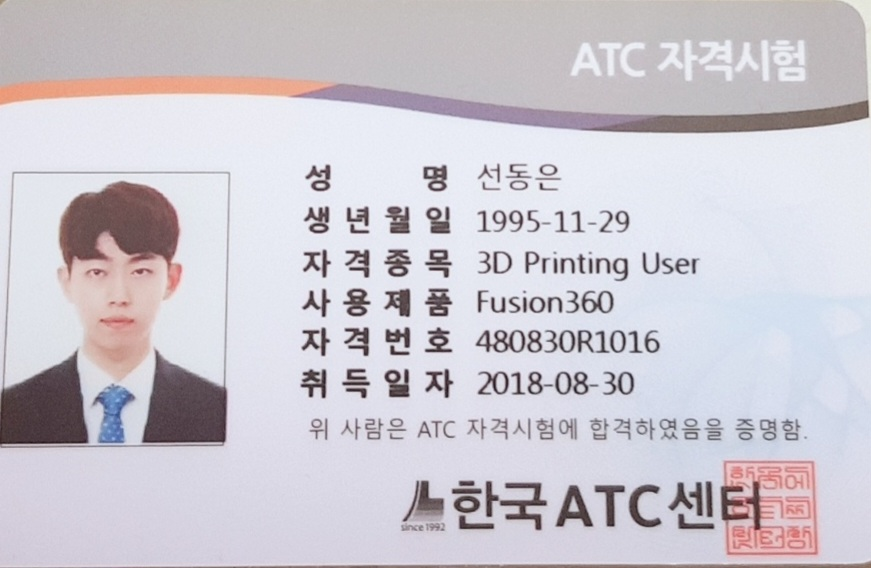 ATC 자격시험
성 명 선동은
생년월일 1995-11-29
자격종목 3D Printing User
사용제품 Fusion360
자격번호 480830R1016
취득일자 2018-08-30
위 사람은 ATC 자격시험에 합격하였음을 증명함.
since 1992 한국ATC센터